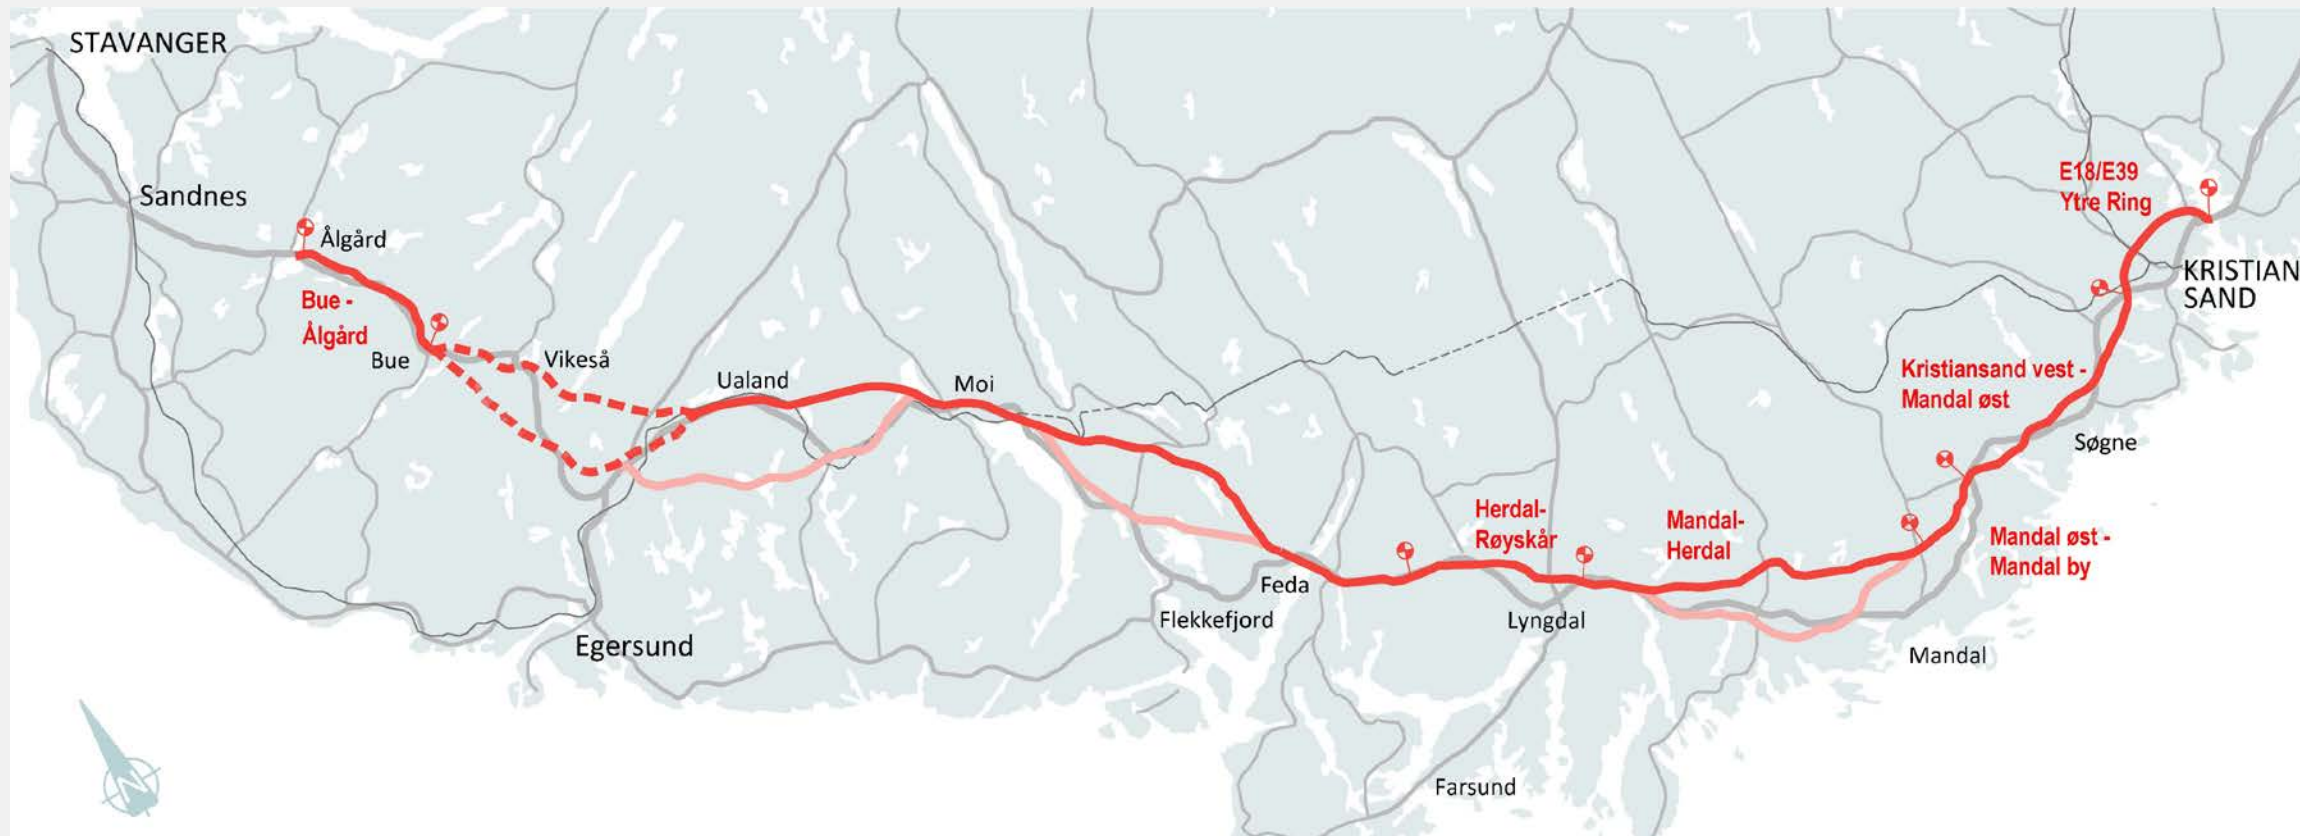 STAVANGER
Sandnes
Ålgård
Bue -
Ålgård
Bue
Vikeså
Ualand
Moi
Egersund
Flekkefjord
Feda
Herdal-
Røyskår
Lyngdal
Farsund
Mandal-
Herdal
Mandal
Mandal øst -
Mandal by
Kristiansand vest -
Mandal øst
Søgne
E18/E39
Ytre Ring
KRISTIAN
SAND
N